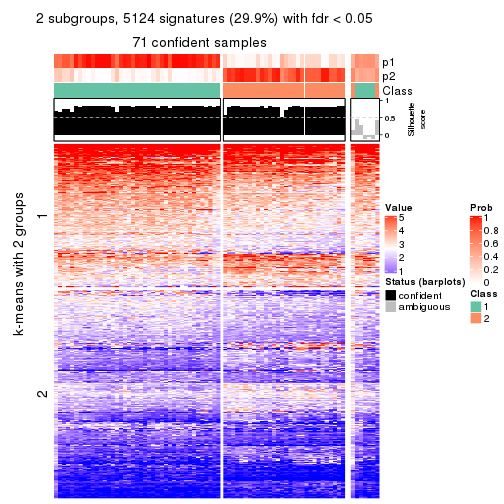 2 subgroups, 5124 signatures (29.9%) with fdr < 0.05
71 confident samples
p1
p2
Class
1
0.5
0
Silhouette
score
k-means with 2 groups
1
2
Value
5
4
3
2
1
Prob
1
0.8
0.6
0.4
0.2
0
Status (barplots)
confident
ambiguous
Class
1
2